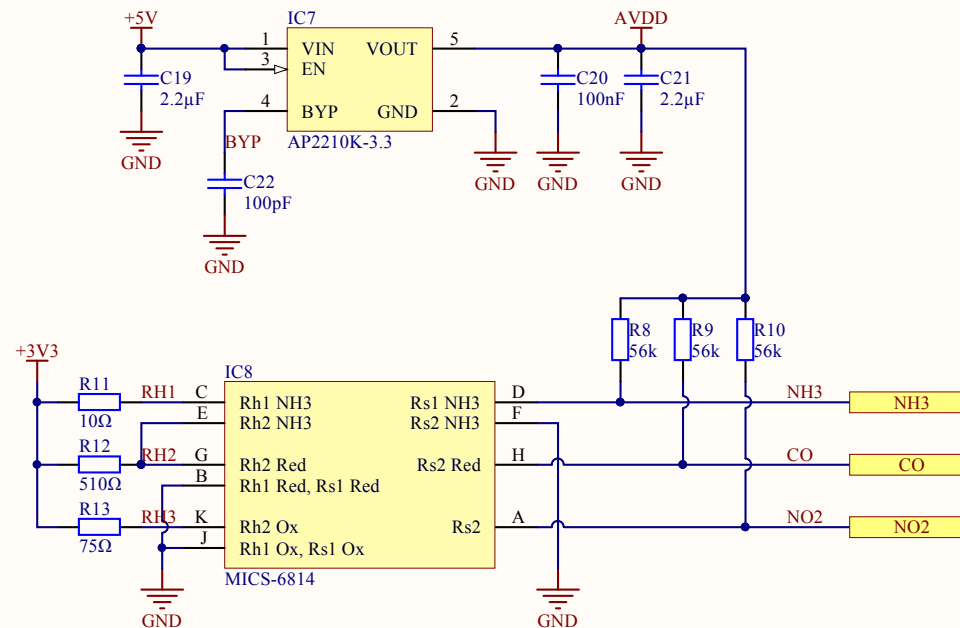 +5V
IC7
AVDD
1
VIN
VOUT
5
3
EN
C19
2.2µF
C20
100nF
C21
2.2µF
4
BYP
GND
2
BYP
AP2210K-3.3
GND
GND
GND
GND
C22
100pF
GND
R8
56k
R9
56k
R10
56k
+3V3
IC8
R11
10Ω
RH1
C
Rh1 NH3
Rs1 NH3
D
NH3
NH3
E
Rh2 NH3
Rs2 NH3
F
R12
510Ω
RH2
G
Rh2 Red
Rs2 Red
H
CO
CO
B
Rh1 Red, Rs1 Red
R13
75Ω
RH3
K
Rh2 Ox
Rs2
A
NO2
NO2
J
Rh1 Ox, Rs1 Ox
MICS-6814
GND
GND